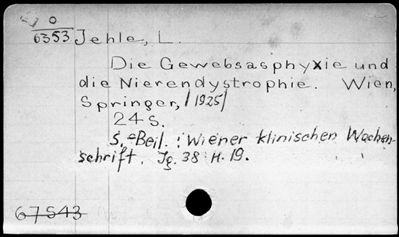 O
6353 Jehle, L.
Die Gewebsasphyxie und
die Nierendystrophie. Wien,
Springer, /1925/
24 s.
S.=Beil. : Wiener klinischen Wochen-
schrift. Jg. 38 H. 19.
67543